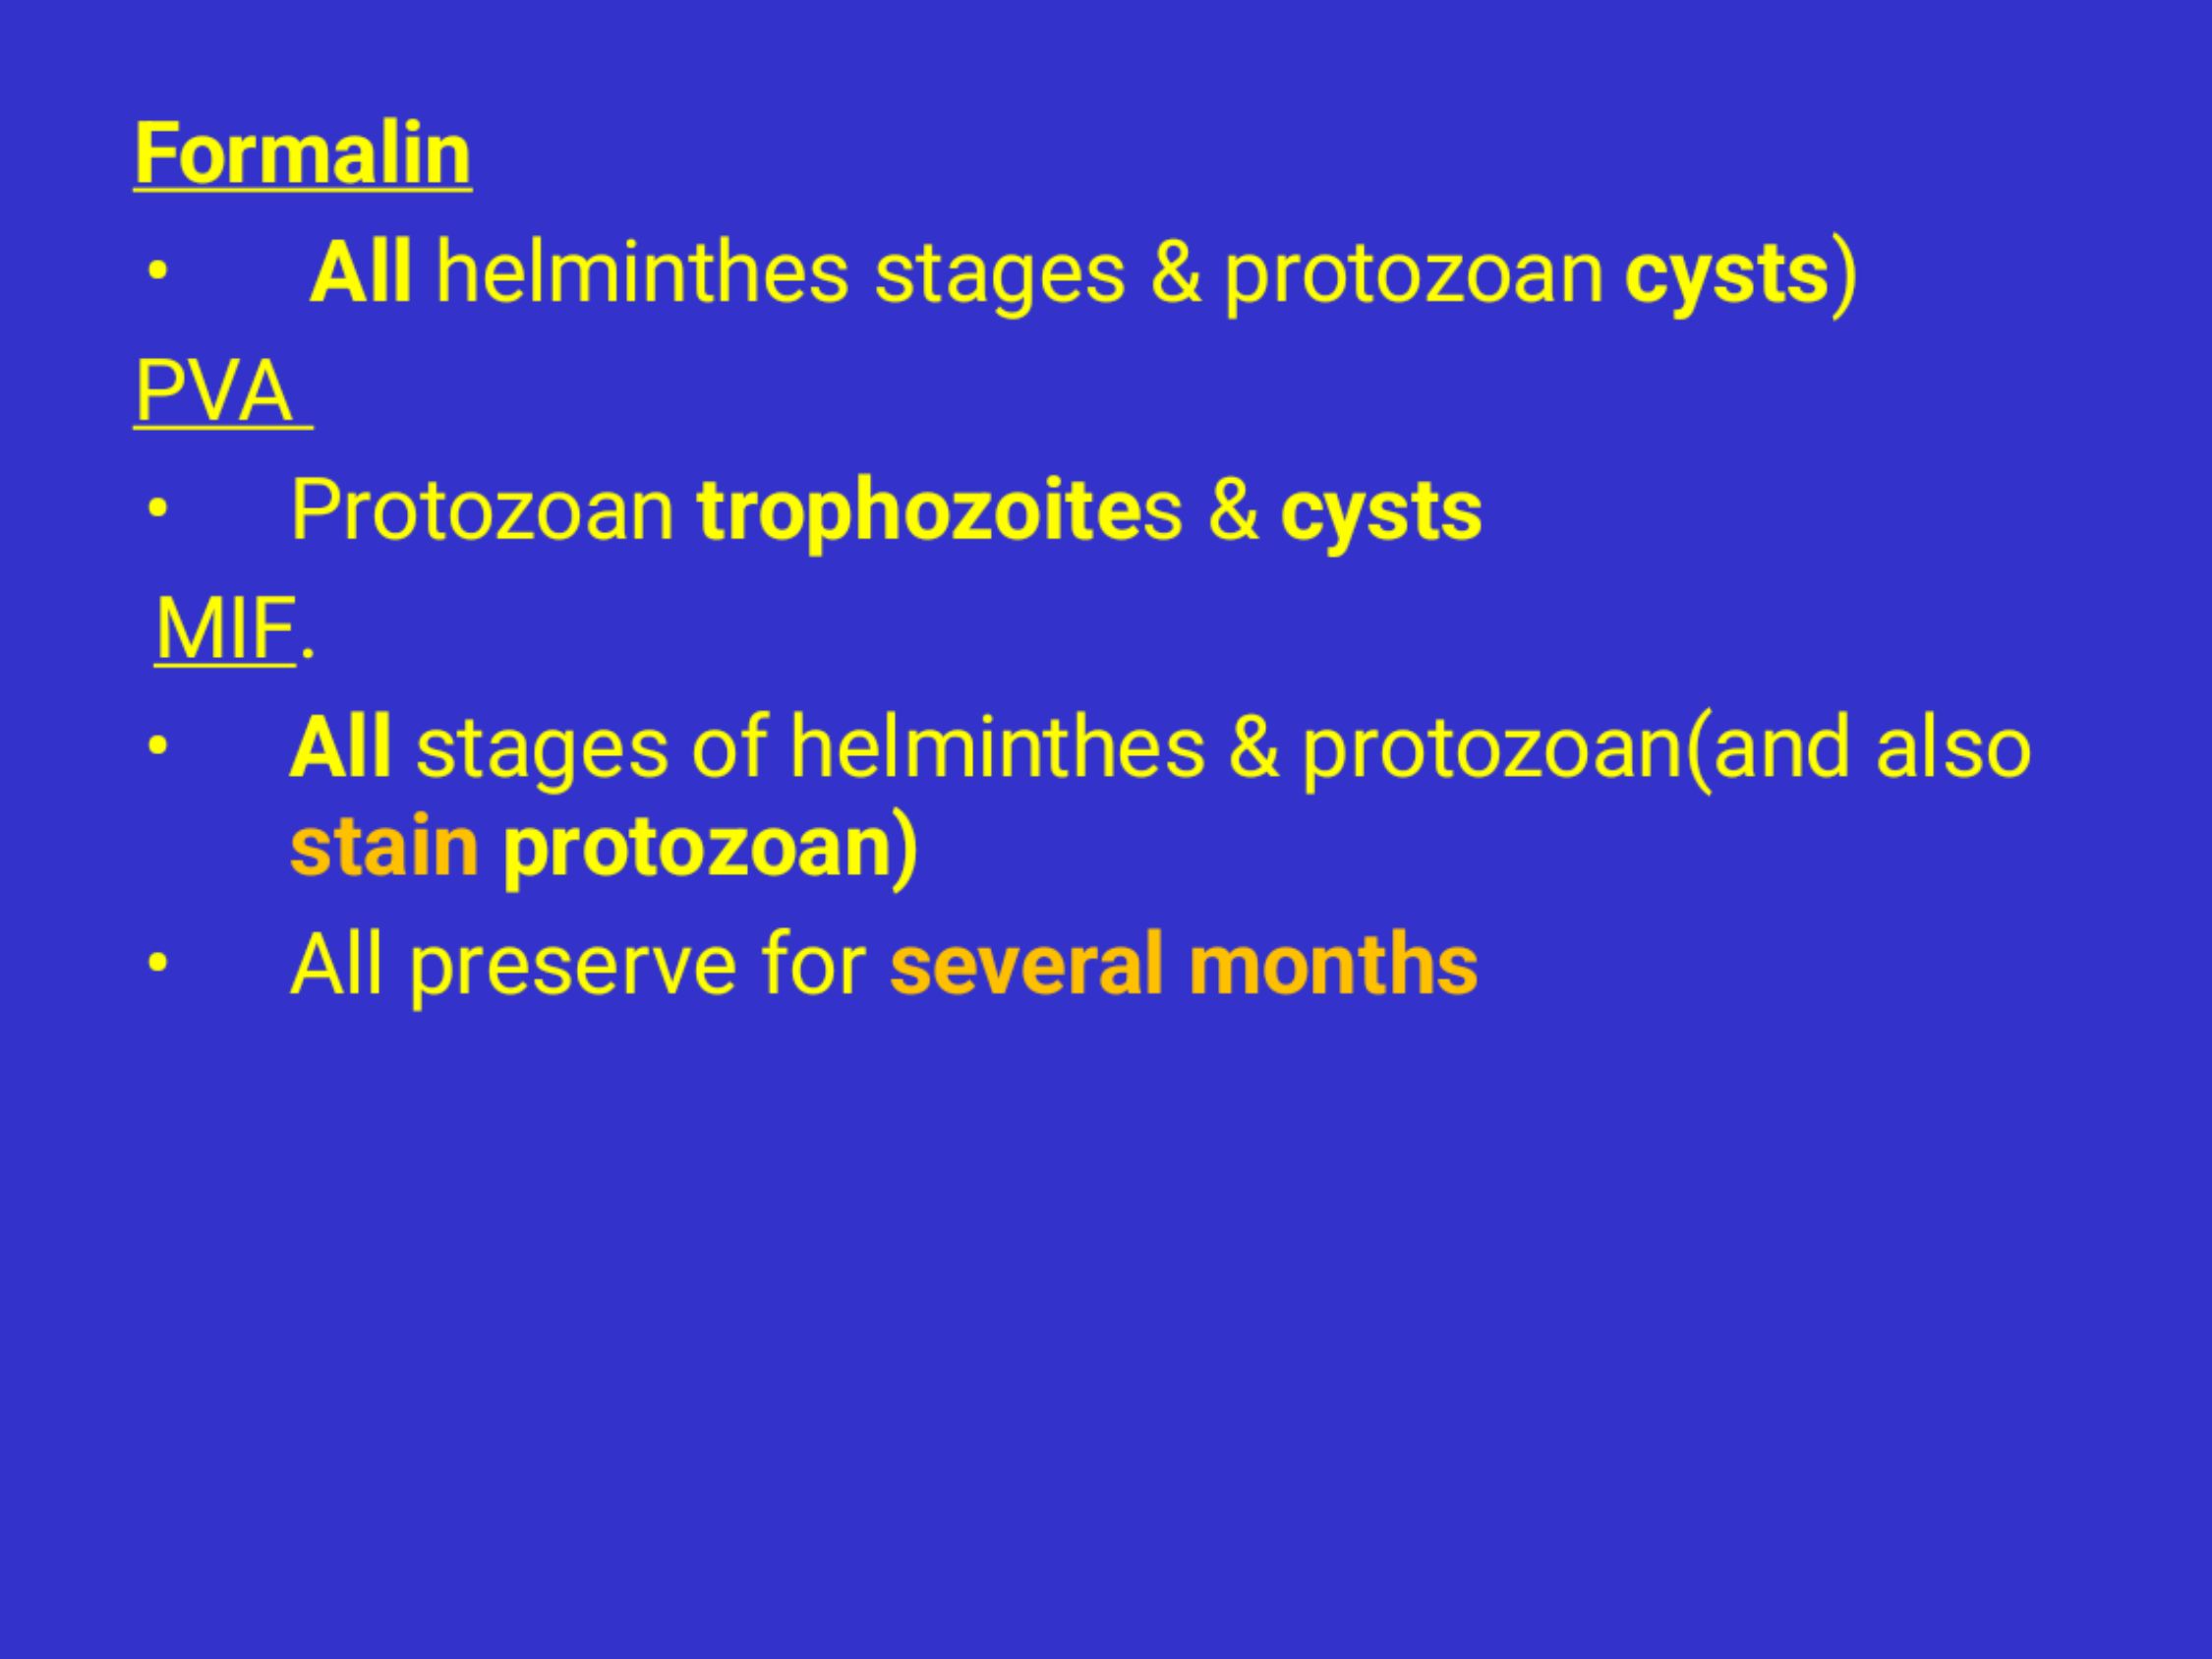 Formalin
• All helminthes stages & protozoan cysts)
PVA
• Protozoan trophozoites & cysts
MIF.
• All stages of helminthes & protozoan(and also
stain protozoan)
• All preserve for several months